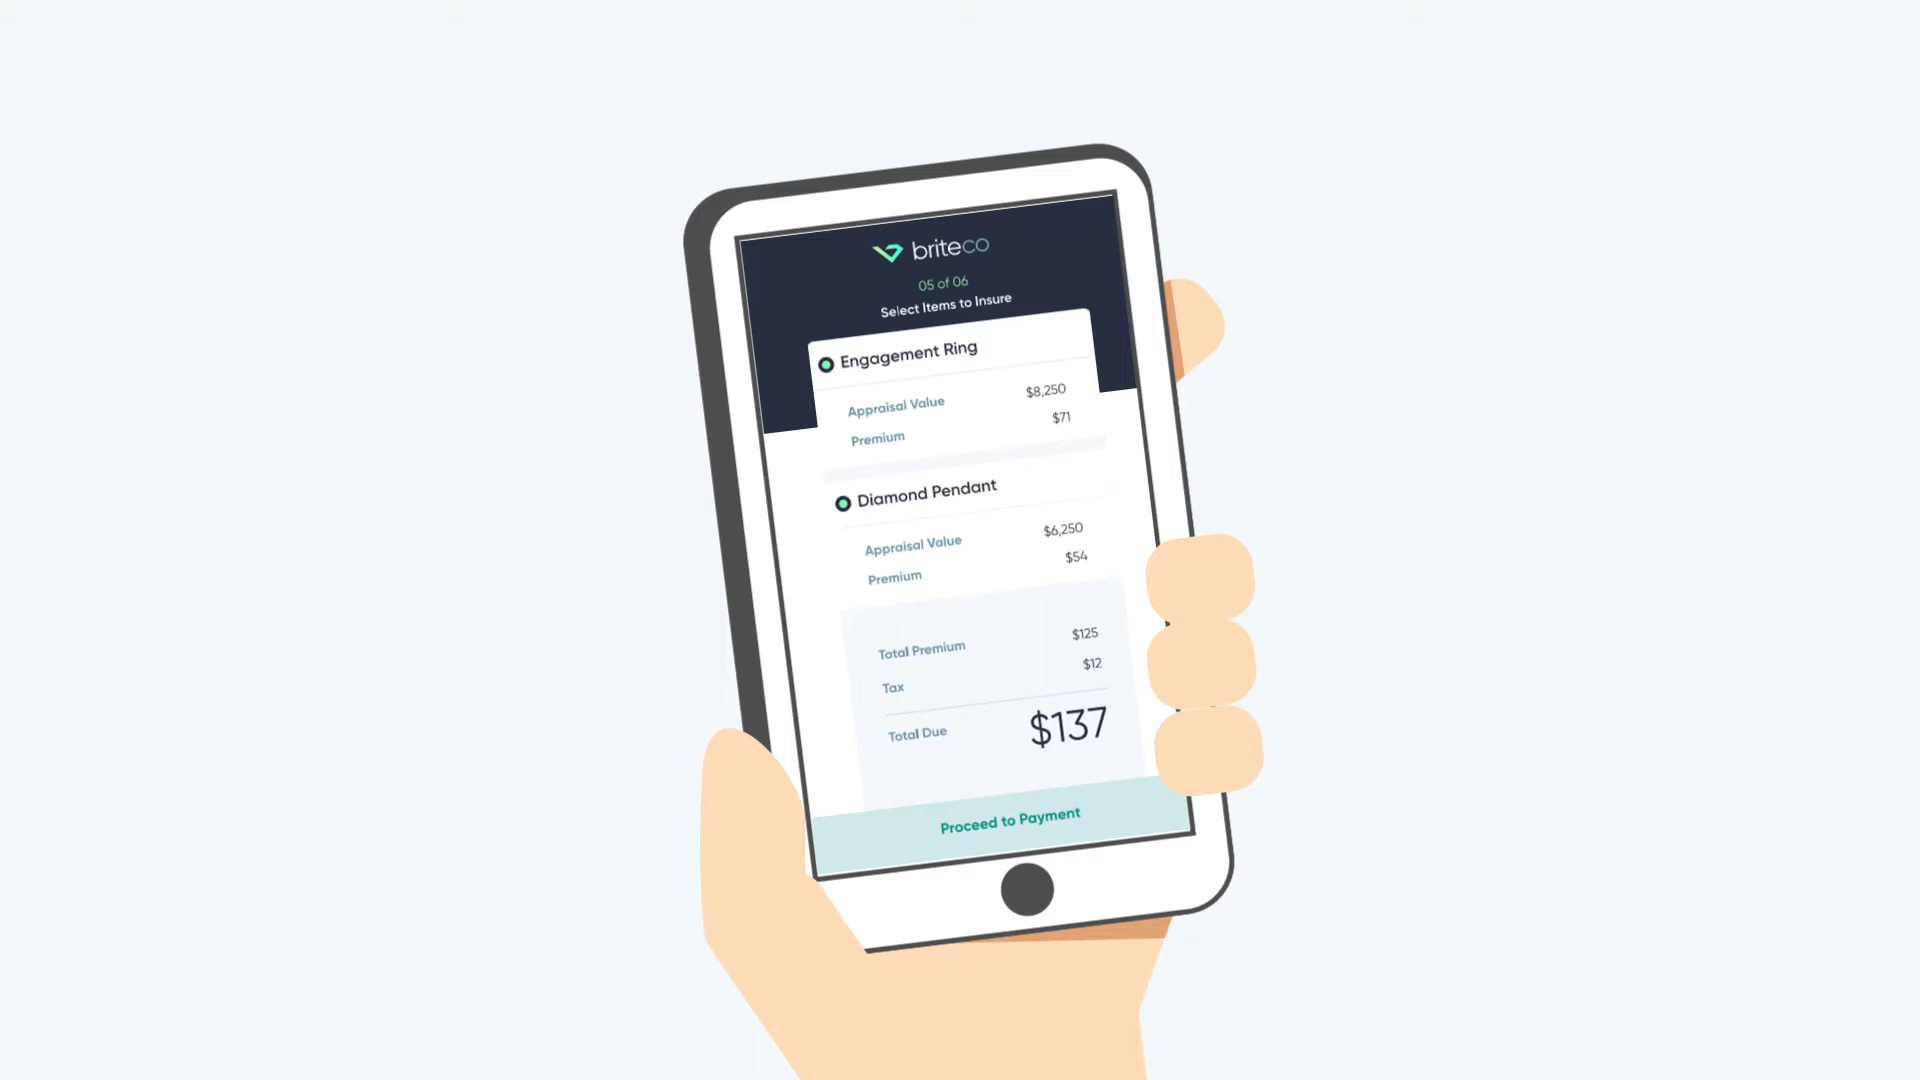 briteco
05 of 06
Select Items to Insure
Engagement Ring
Appraisal Value $8,250
Premium $71
Diamond Pendant
Appraisal Value $6,250
Premium $54
Total Premium $125
Tax $12
Total Due $137
Proceed to Payment